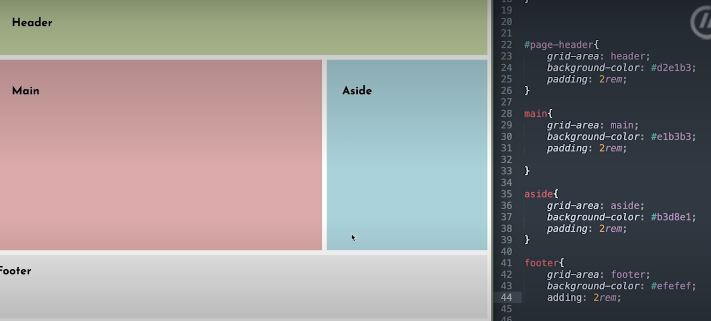 Header
Main
Aside
Footer
19
20
21
22 #page-header{
23 grid-area: header;
24 background-color: #d2e1b3;
25 padding: 2rem;
26 }
27
28 main{
29 grid-area: main;
30 background-color: #e1b3b3;
31 padding: 2rem;
32
33 }
34
35 aside{
36 grid-area: aside;
37 background-color: #b3d8e1;
38 padding: 2rem;
39 }
40
41 footer{
42 grid-area: footer;
43 background-color: #efefef;
44 adding: 2rem;
45